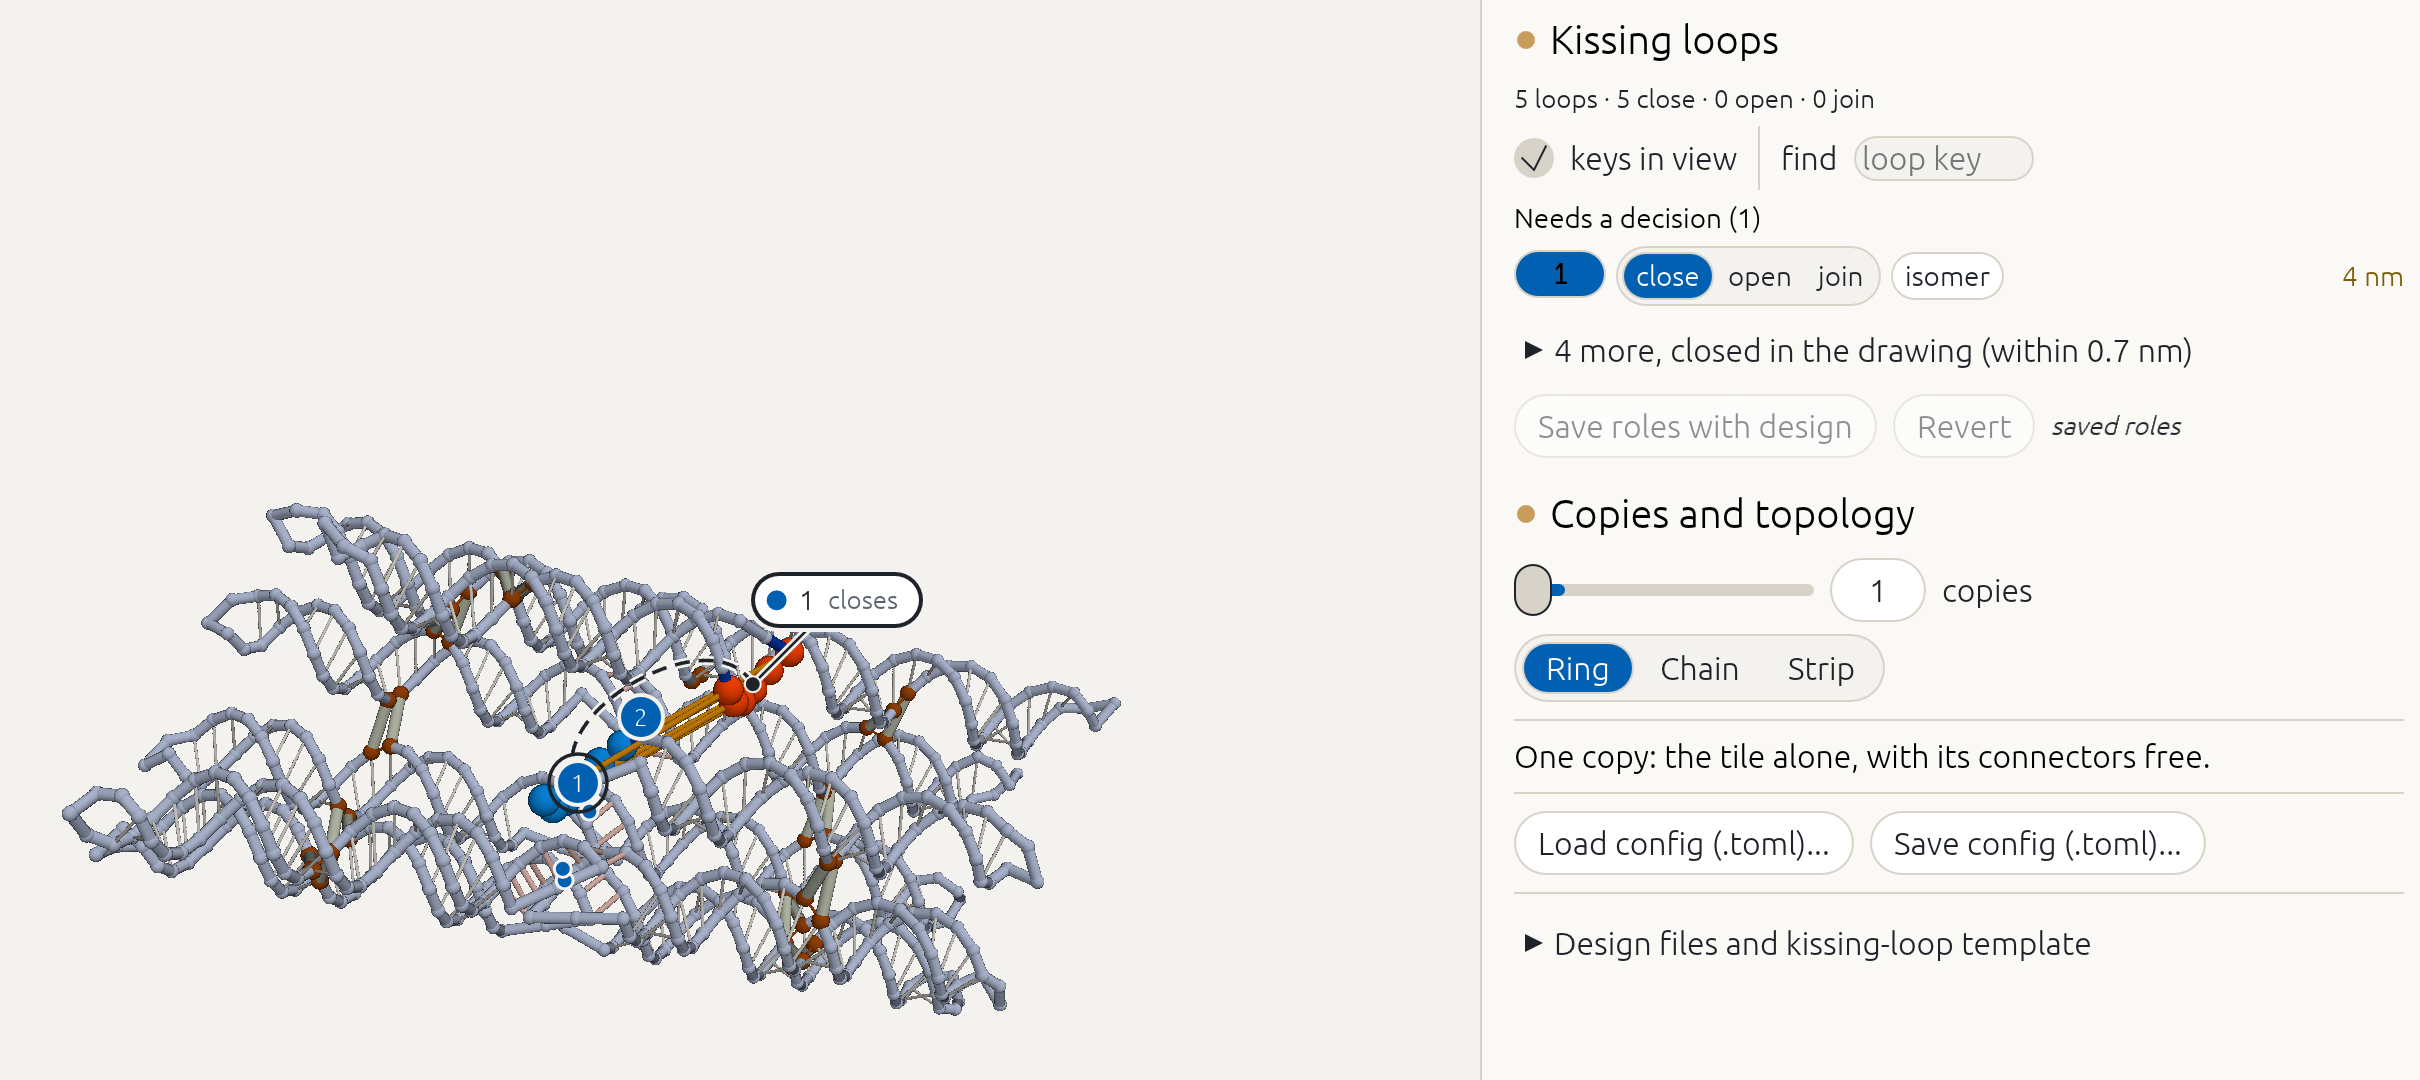 Kissing loops
5 loops · 5 close · 0 open · 0 join
keys in view find loop key
Needs a decision (1)
1 close open join isomer 4 nm
4 more, closed in the drawing (within 0.7 nm)
Save roles with design Revert saved roles
Copies and topology
1 copies
Ring Chain Strip
One copy: the tile alone, with its connectors free.
Load config (.toml)... Save config (.toml)...
Design files and kissing-loop template
1 closes
2
1